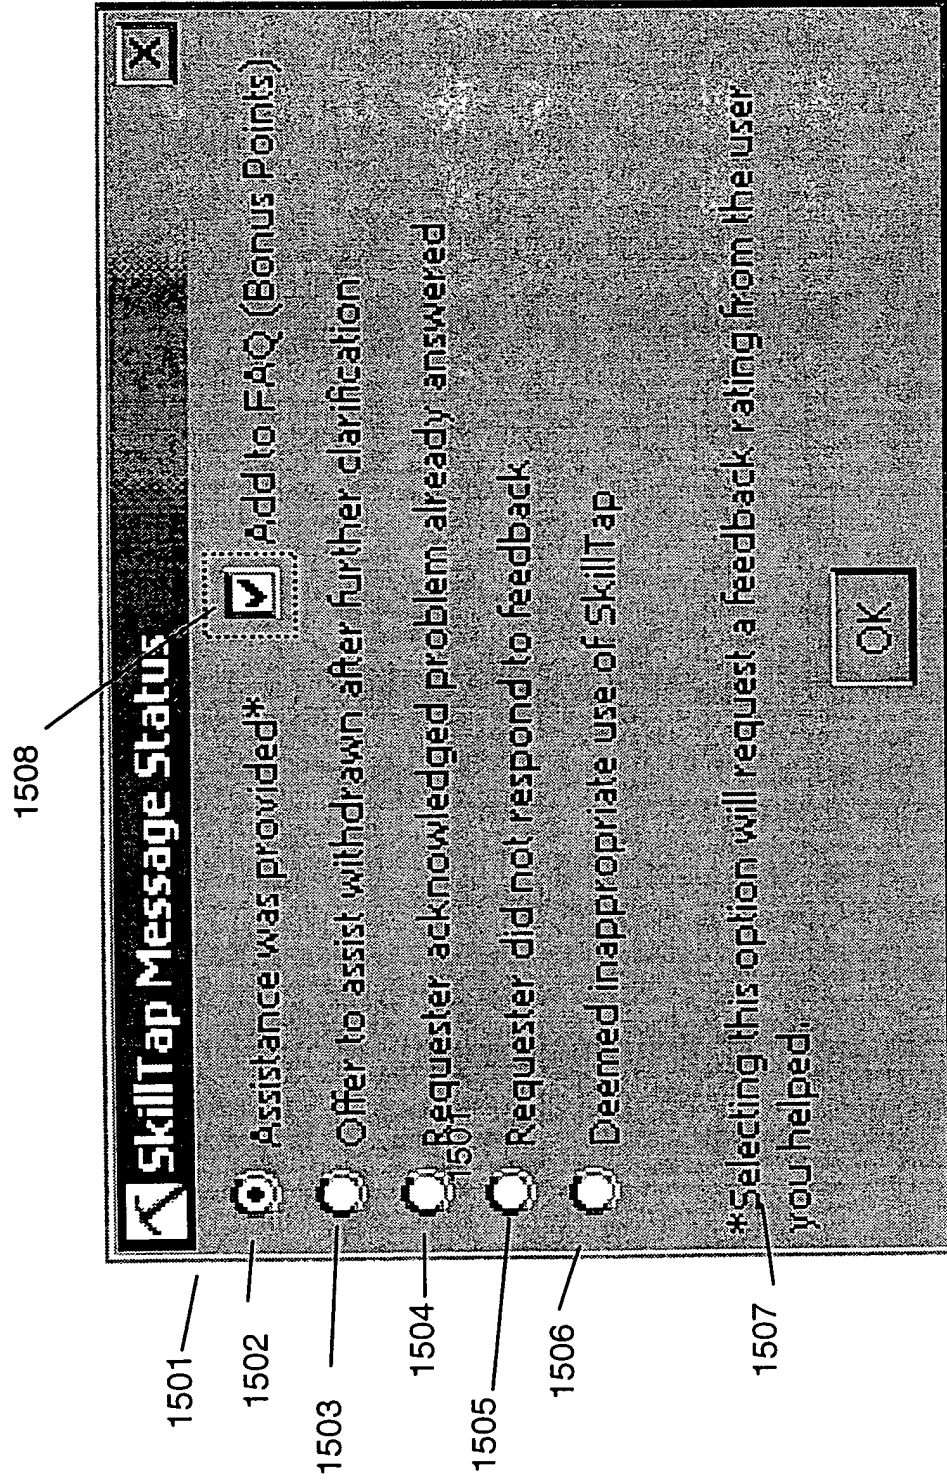 1508
SkillTap Message Status
1501
Assistance was provided* Add to FAQ (Bonus Points)
1502
Offer to assist withdrawn after further clarification
1503
Requester acknowledged problem already answered
1504
1501
Requester did not respond to feedback
1505
Deemed inappropriate use of SkillTap
1506
*Selecting this option will request a feedback rating from the user
you helped.
1507
OK